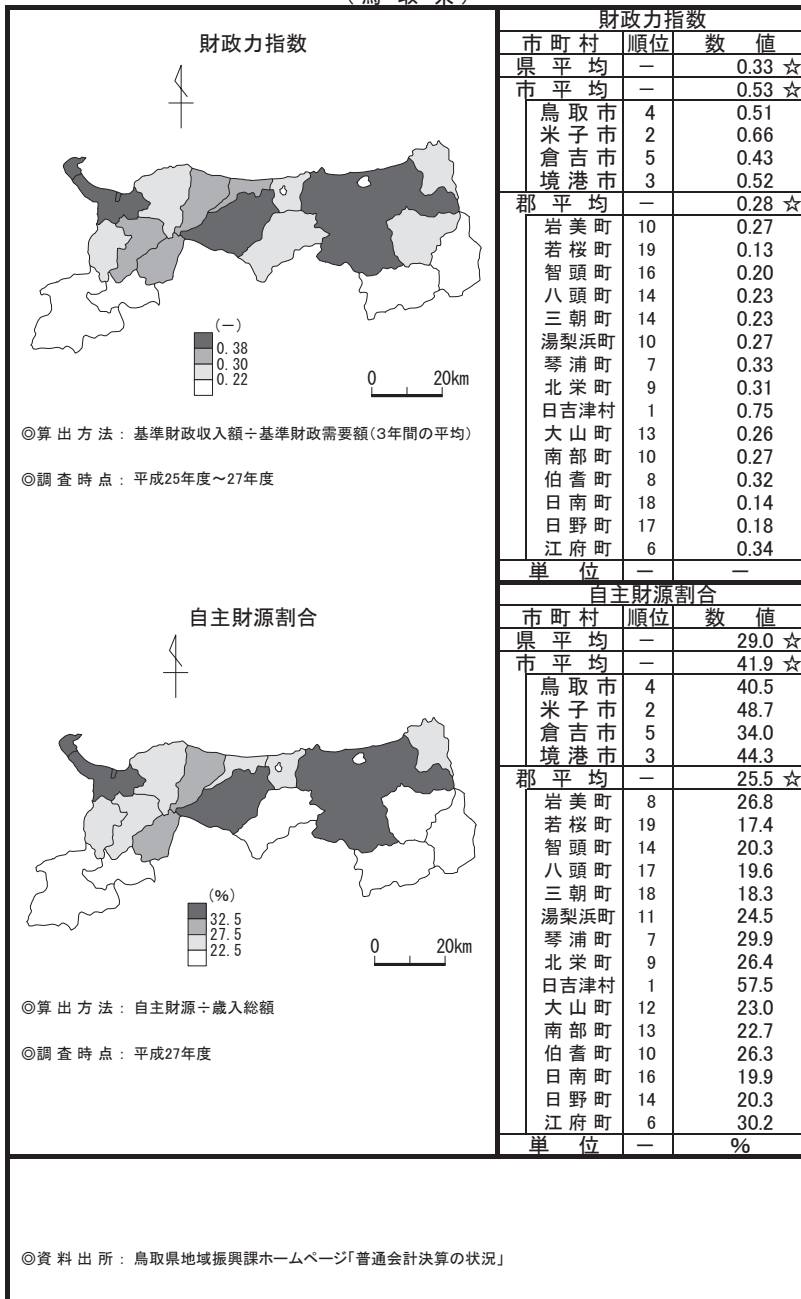 （鳥取県）
財政力指数
(－)
0.38
0.30
0.22
0 20km
◎算出方法： 基準財政収入額÷基準財政需要額(3年間の平均)
◎調査時点： 平成25年度～27年度
財政力指数
市町村 順位 数値
県平均 － 0.33 ☆
市平均 － 0.53 ☆
鳥取市 4 0.51
米子市 2 0.66
倉吉市 5 0.43
境港市 3 0.52
郡平均 － 0.28 ☆
岩美町 10 0.27
若桜町 19 0.13
智頭町 16 0.20
八頭町 14 0.23
三朝町 14 0.23
湯梨浜町 10 0.27
琴浦町 7 0.33
北栄町 9 0.31
日吉津村 1 0.75
大山町 13 0.26
南部町 10 0.27
伯耆町 8 0.32
日南町 18 0.14
日野町 17 0.18
江府町 6 0.34
単位 － －
自主財源割合
(%)
32.5
27.5
22.5
0 20km
◎算出方法： 自主財源÷歳入総額
◎調査時点： 平成27年度
自主財源割合
市町村 順位 数値
県平均 － 29.0 ☆
市平均 － 41.9 ☆
鳥取市 4 40.5
米子市 2 48.7
倉吉市 5 34.0
境港市 3 44.3
郡平均 － 25.5 ☆
岩美町 8 26.8
若桜町 19 17.4
智頭町 14 20.3
八頭町 17 19.6
三朝町 18 18.3
湯梨浜町 11 24.5
琴浦町 7 29.9
北栄町 9 26.4
日吉津村 1 57.5
大山町 12 23.0
南部町 13 22.7
伯耆町 10 26.3
日南町 16 19.9
日野町 14 20.3
江府町 6 30.2
単位 － %
◎資料出所： 鳥取県地域振興課ホームページ「普通会計決算の状況」